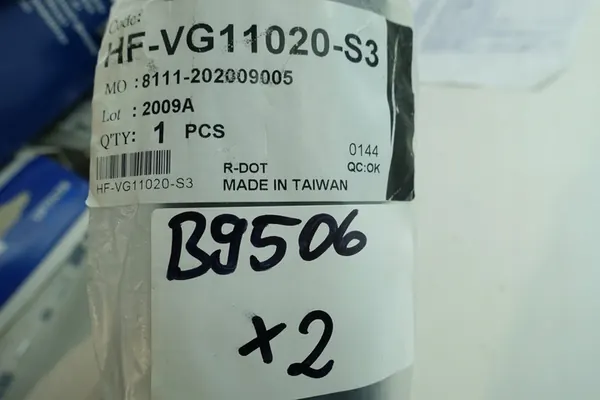 Code:
HF-VG11020-S3
MO : 8111-202009005
Lot : 2009A
Q'TY: 1 PCS
0144
R-DOT QC:OK
HF-VG11020-S3 MADE IN TAIWAN
B9506
x2